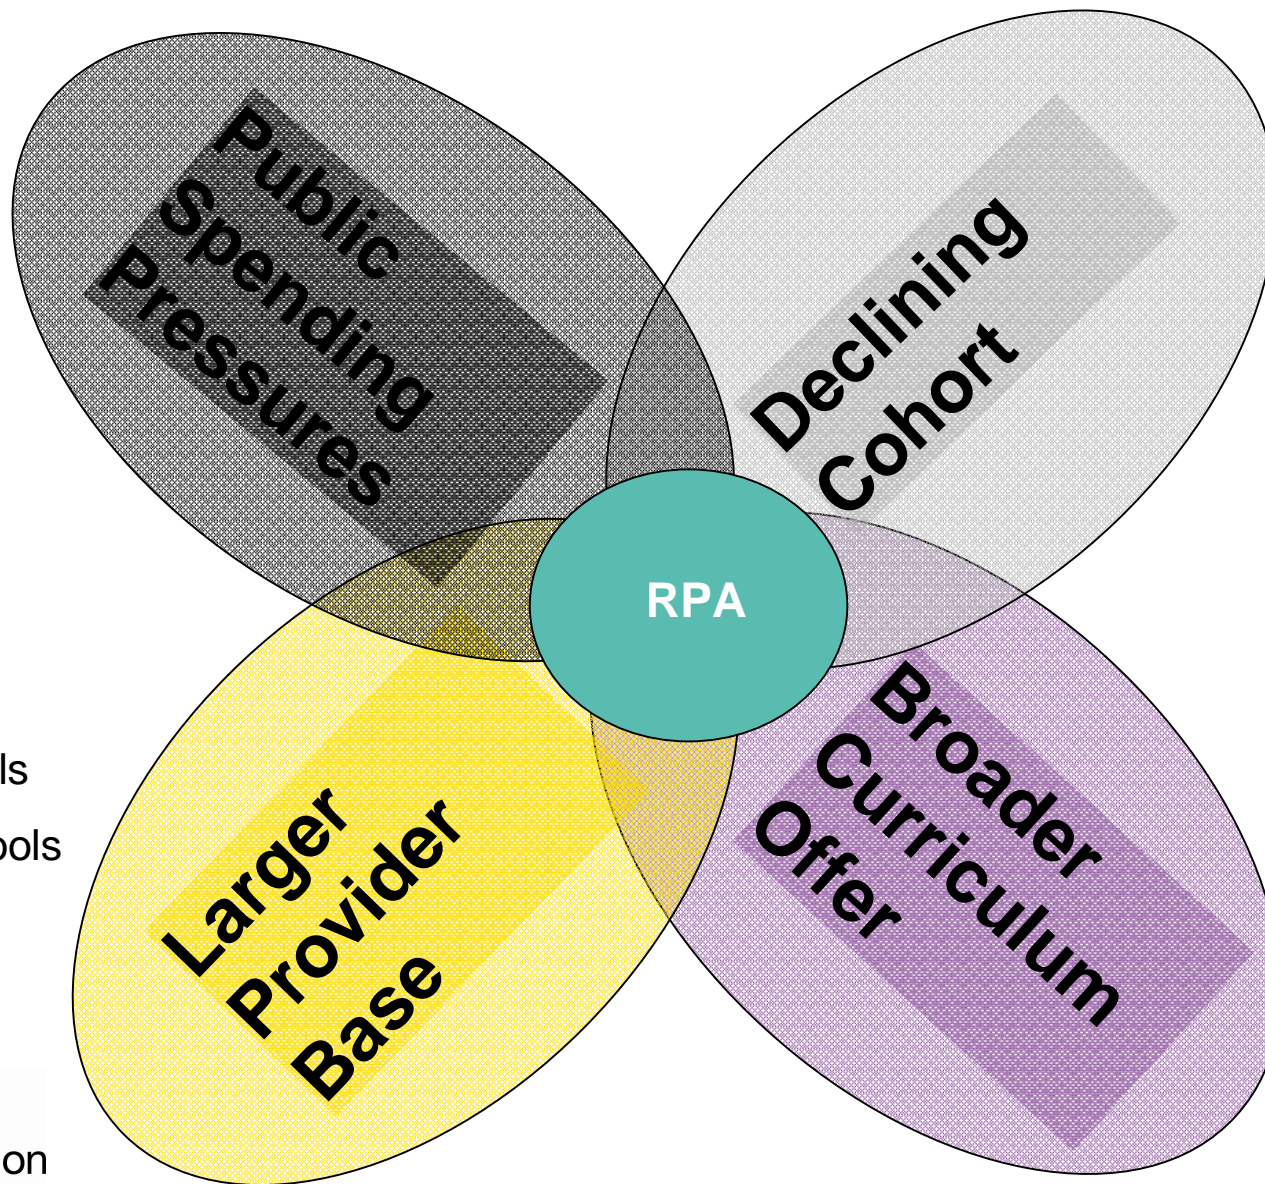 Public
Spending
Pressures
Declining
Cohort
RPA
ls
ools
Larger
Provider
Base
Broader
Curriculum
Offer
on